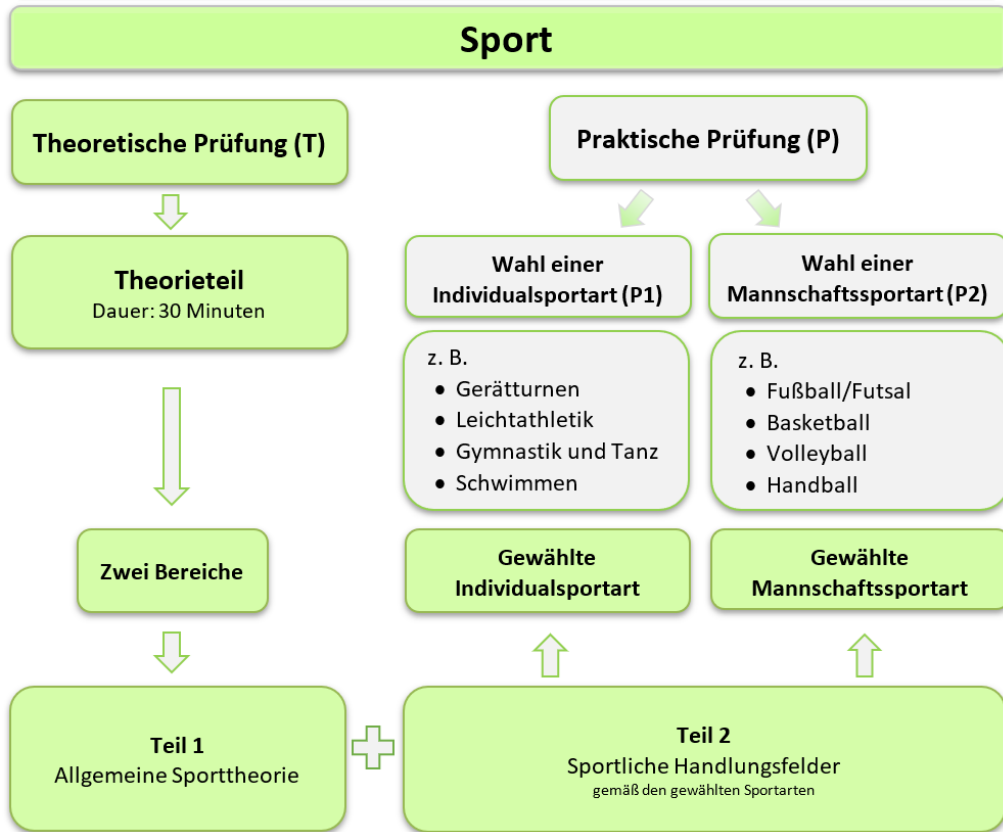 Sport
Theoretische Prüfung (T)
Theorieteil
Dauer: 30 Minuten
Zwei Bereiche
Teil 1
Allgemeine Sporttheorie
Praktische Prüfung (P)
Wahl einer
Individualsportart (P1)
z. B.
• Gerätturnen
• Leichtathletik
• Gymnastik und Tanz
• Schwimmen
Gewählte
Individualsportart
Wahl einer
Mannschaftssportart (P2)
z. B.
• Fußball/Futsal
• Basketball
• Volleyball
• Handball
Gewählte
Mannschaftssportart
Teil 2
Sportliche Handlungsfelder
gemäß den gewählten Sportarten